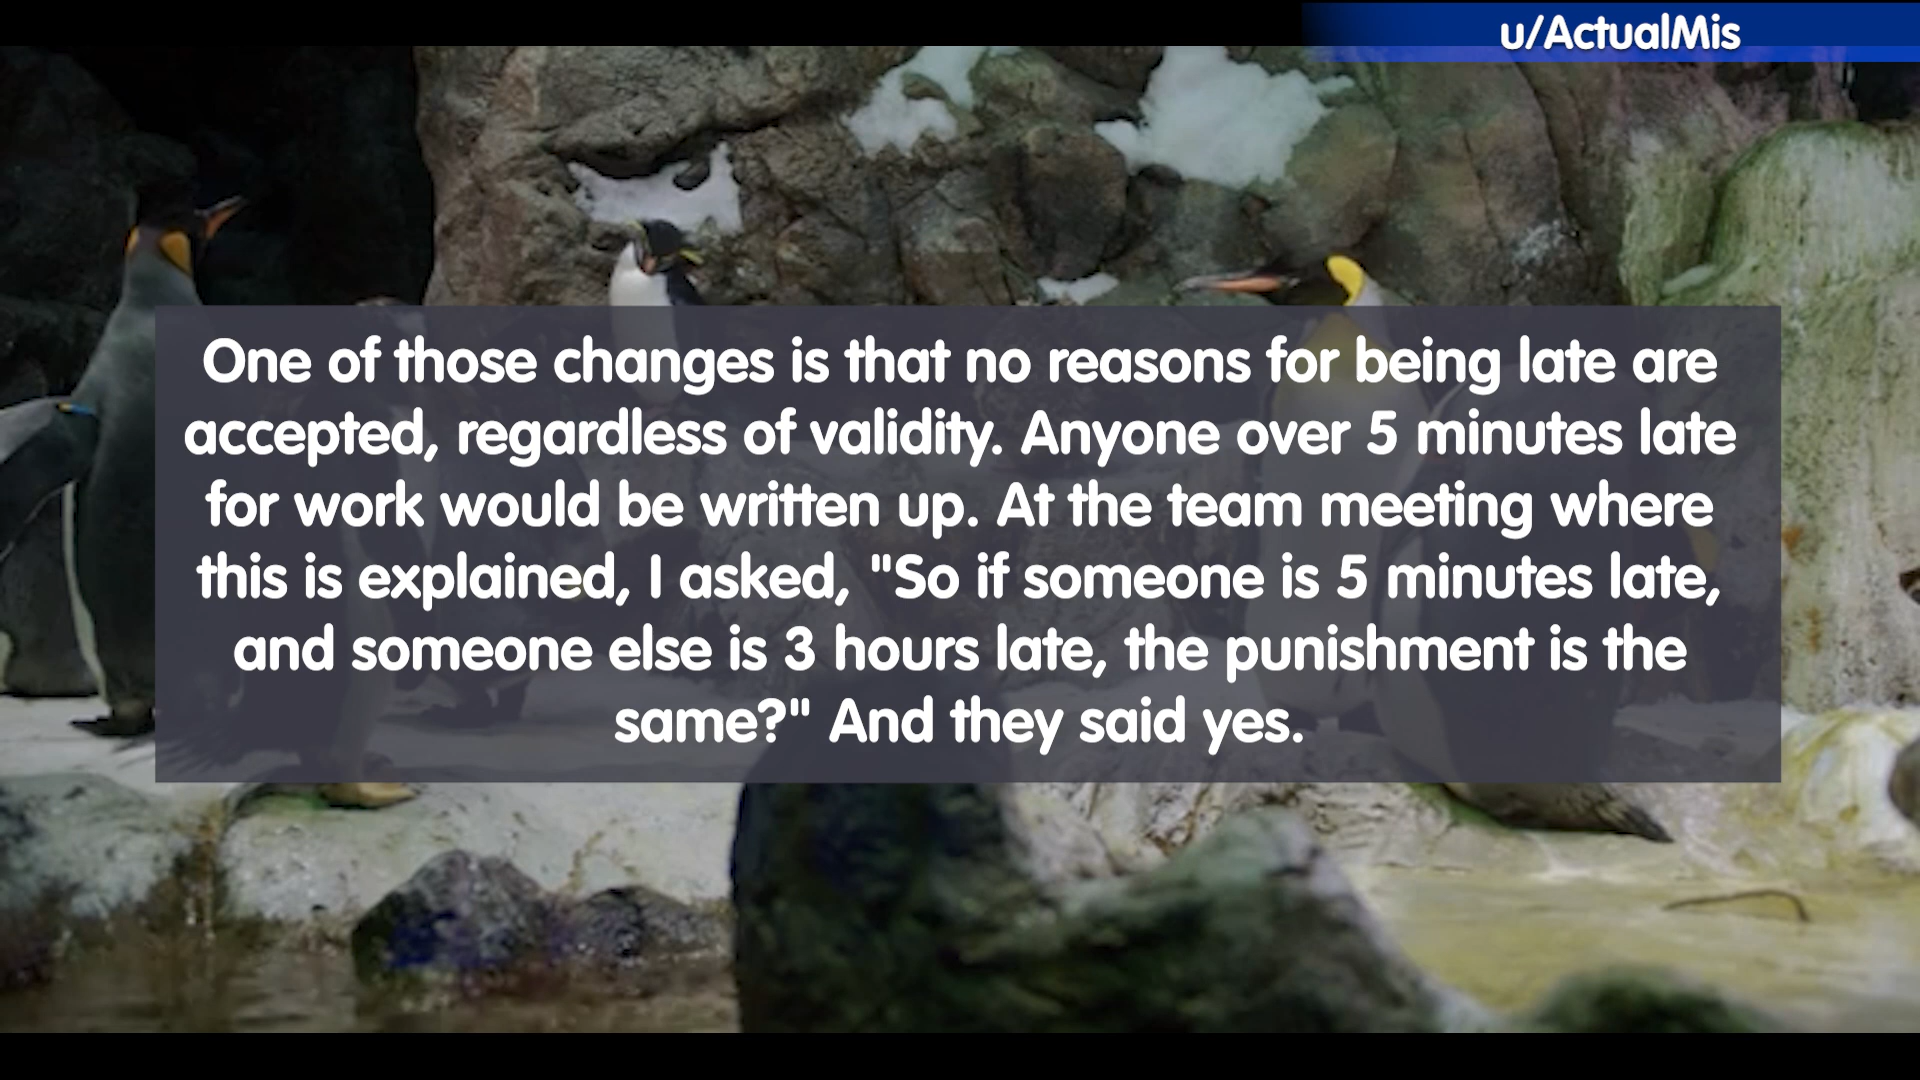 u/ActualMis
One of those changes is that no reasons for being late are
accepted, regardless of validity. Anyone over 5 minutes late
for work would be written up. At the team meeting where
this is explained, I asked, "So if someone is 5 minutes late,
and someone else is 3 hours late, the punishment is the
same?" And they said yes.